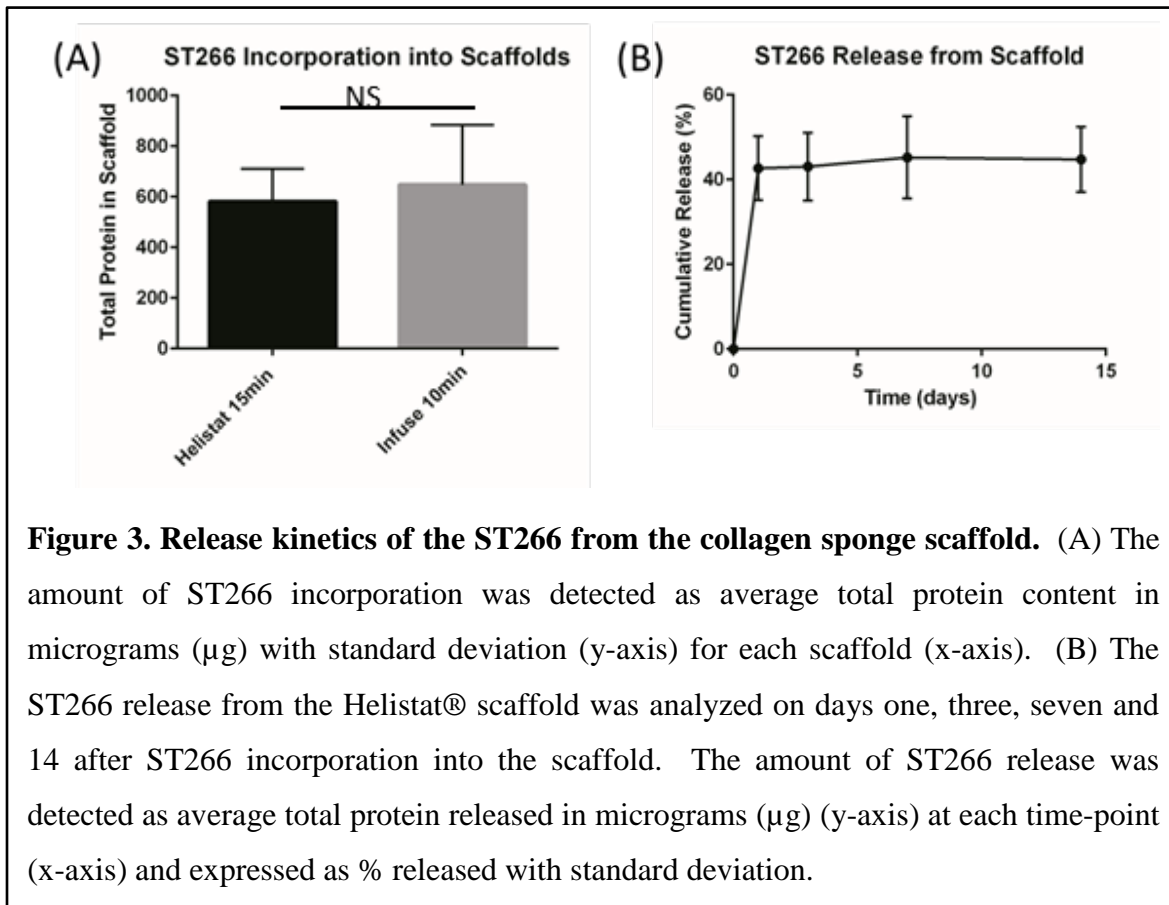 (A)
ST266 Incorporation into Scaffolds
NS
Total Protein in Scaffold
1000
800
600
400
200
0
Helistat 15min
Infuse 10min
(B)
ST266 Release from Scaffold
Cumulative Release (%)
60
40
20
0
0
5
10
15
Time (days)
Figure 3. Release kinetics of the ST266 from the collagen sponge scaffold. (A) The
amount of ST266 incorporation was detected as average total protein content in
micrograms (µg) with standard deviation (y-axis) for each scaffold (x-axis). (B) The
ST266 release from the Helistat® scaffold was analyzed on days one, three, seven and
14 after ST266 incorporation into the scaffold. The amount of ST266 release was
detected as average total protein released in micrograms (µg) (y-axis) at each time-point
(x-axis) and expressed as % released with standard deviation.